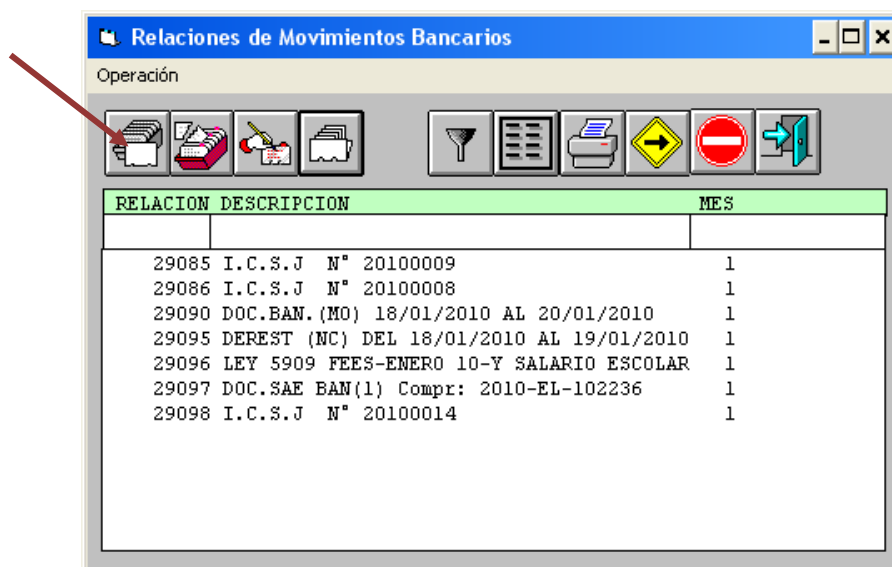 Relaciones de Movimientos Bancarios
Operación
RELACION DESCRIPCION MES
29085 I.C.S.J N° 20100009 1
29086 I.C.S.J N° 20100008 1
29090 DOC.BAN.(MO) 18/01/2010 AL 20/01/2010 1
29095 DEREST (NC) DEL 18/01/2010 AL 19/01/2010 1
29096 LEY 5909 FEES-ENERO 10-Y SALARIO ESCOLAR 1
29097 DOC.SAE BAN(1) Compr: 2010-EL-102236 1
29098 I.C.S.J N° 20100014 1